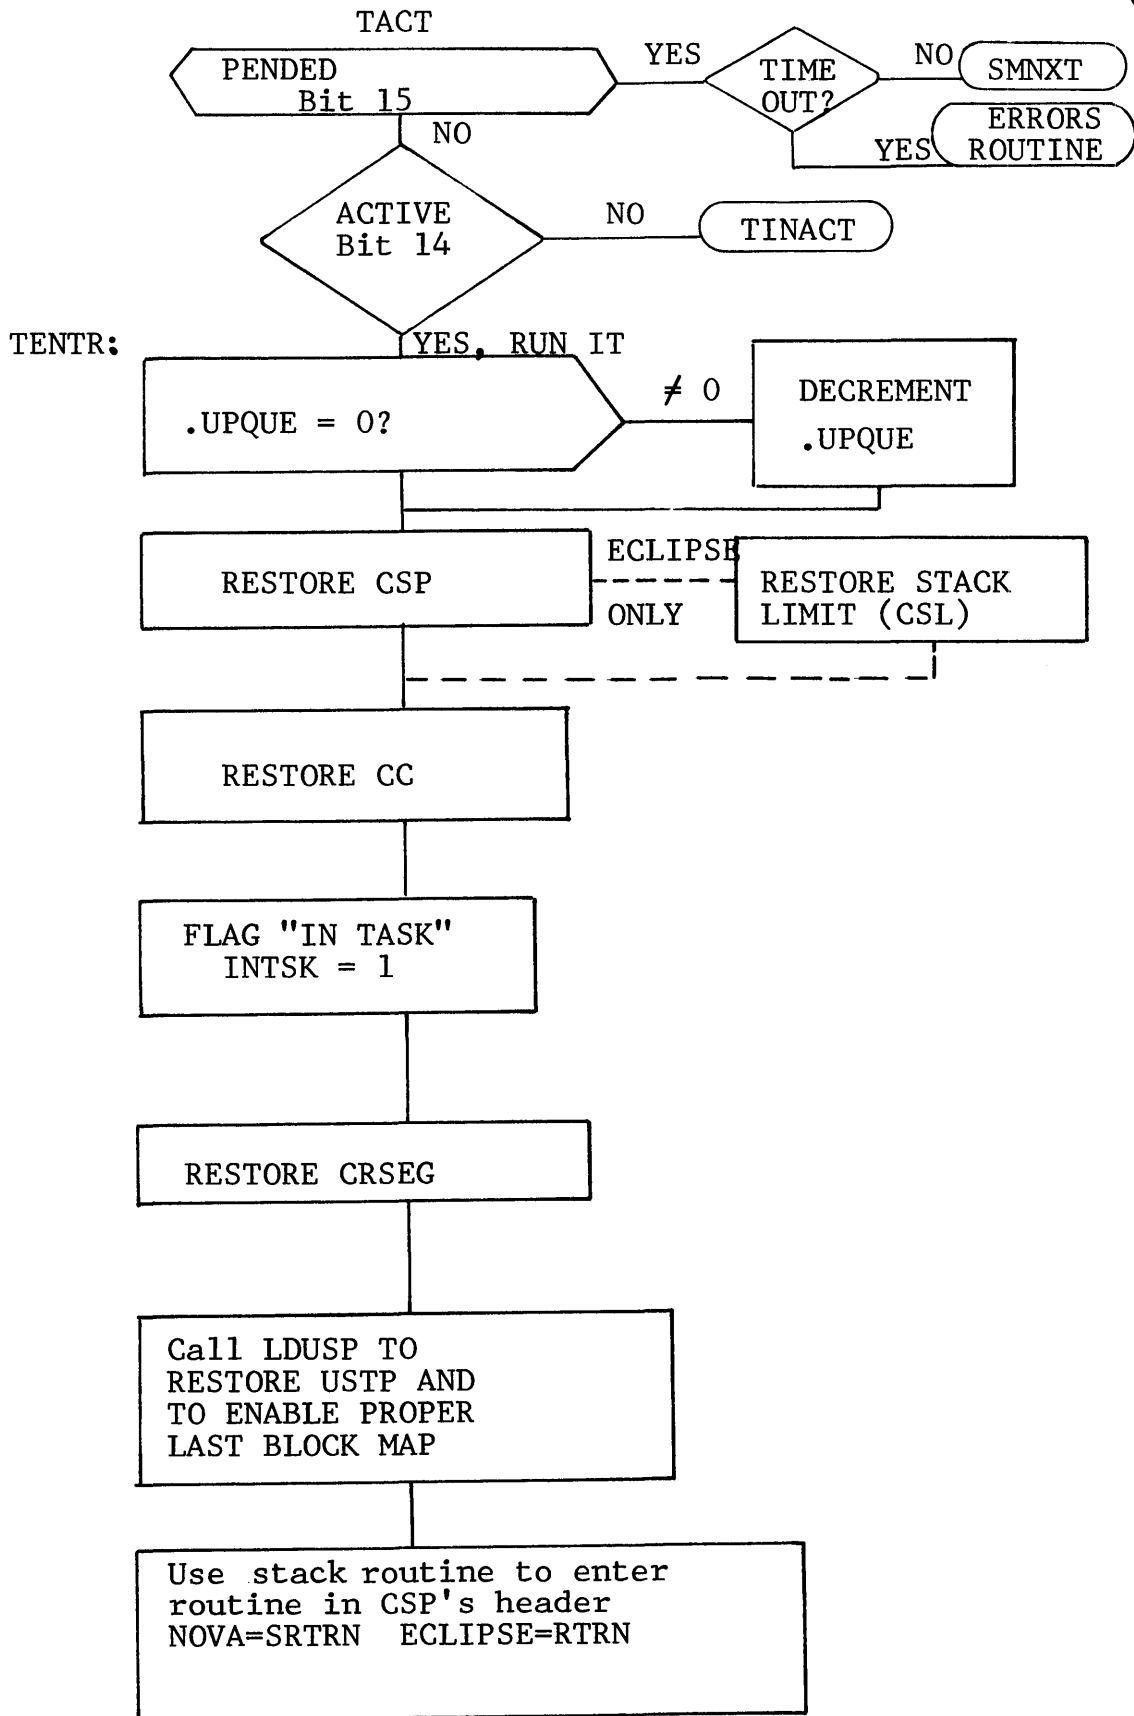 TACT
PENDED
Bit 15
YES
TIME
OUT?
NO
SMNXT
YES
ERRORS
ROUTINE
NO
ACTIVE
Bit 14
NO
TINACT
TENTR:
YES, RUN IT
.UPQUE = 0?
≠ 0
DECREMENT
.UPQUE
RESTORE CSP
ECLIPSE
ONLY
RESTORE STACK
LIMIT (CSL)
RESTORE CC
FLAG "IN TASK"
INTSK = 1
RESTORE CRSEG
Call LDUSP TO
RESTORE USTP AND
TO ENABLE PROPER
LAST BLOCK MAP
Use stack routine to enter
routine in CSP's header
NOVA=SRTRN ECLIPSE=RTRN